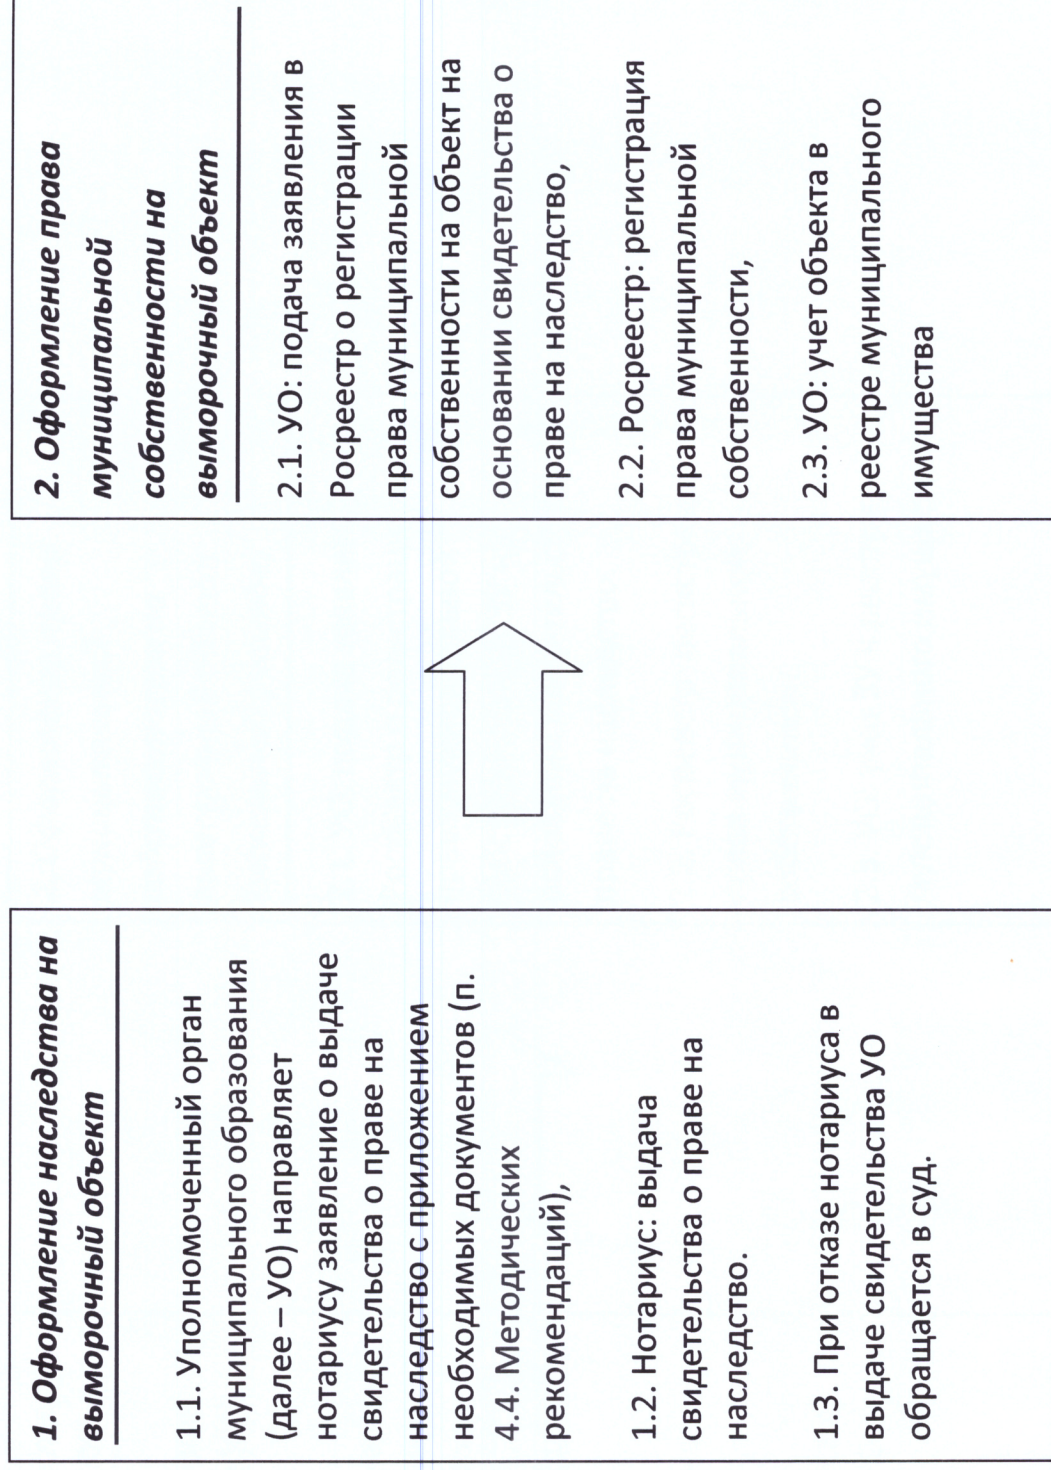 1. Оформление наследства на
выморочный объект
1.1. Уполномоченный орган
муниципального образования
(далее – УО) направляет
нотариусу заявление о выдаче
свидетельства о праве на
наследство с приложением
необходимых документов (п.
4.4. Методических
рекомендаций),
1.2. Нотариус: выдача
свидетельства о праве на
наследство.
1.3. При отказе нотариуса в
выдаче свидетельства УО
обращается в суд.
2. Оформление права
муниципальной
собственности на
выморочный объект
2.1. УО: подача заявления в
Росреестр о регистрации
права муниципальной
собственности на объект на
основании свидетельства о
праве на наследство,
2.2. Росреестр: регистрация
права муниципальной
собственности,
2.3. УО: учет объекта в
реестре муниципального
имущества